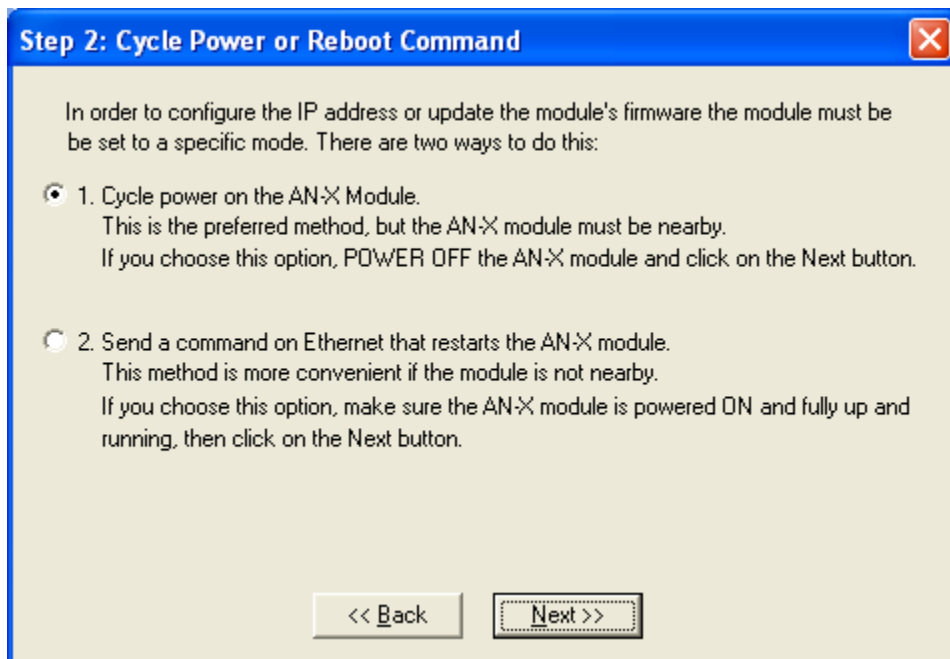 Step 2: Cycle Power or Reboot Command
In order to configure the IP address or update the module's firmware the module must be
be set to a specific mode. There are two ways to do this:
1. Cycle power on the AN-X Module.
This is the preferred method, but the AN-X module must be nearby.
If you choose this option, POWER OFF the AN-X module and click on the Next button.
2. Send a command on Ethernet that restarts the AN-X module.
This method is more convenient if the module is not nearby.
If you choose this option, make sure the AN-X module is powered ON and fully up and
running, then click on the Next button.
<< Back
Next >>